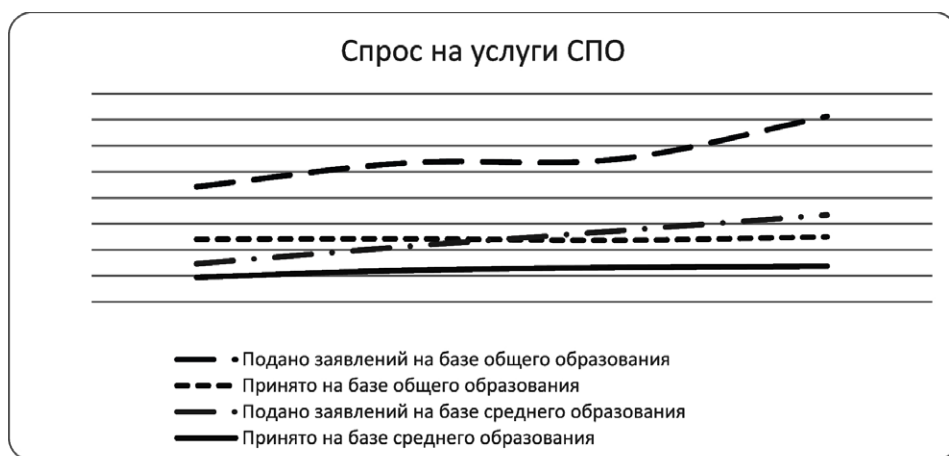 Спрос на услуги СПО
Подано заявлений на базе общего образования
Принято на базе общего образования
Подано заявлений на базе среднего образования
Принято на базе среднего образования